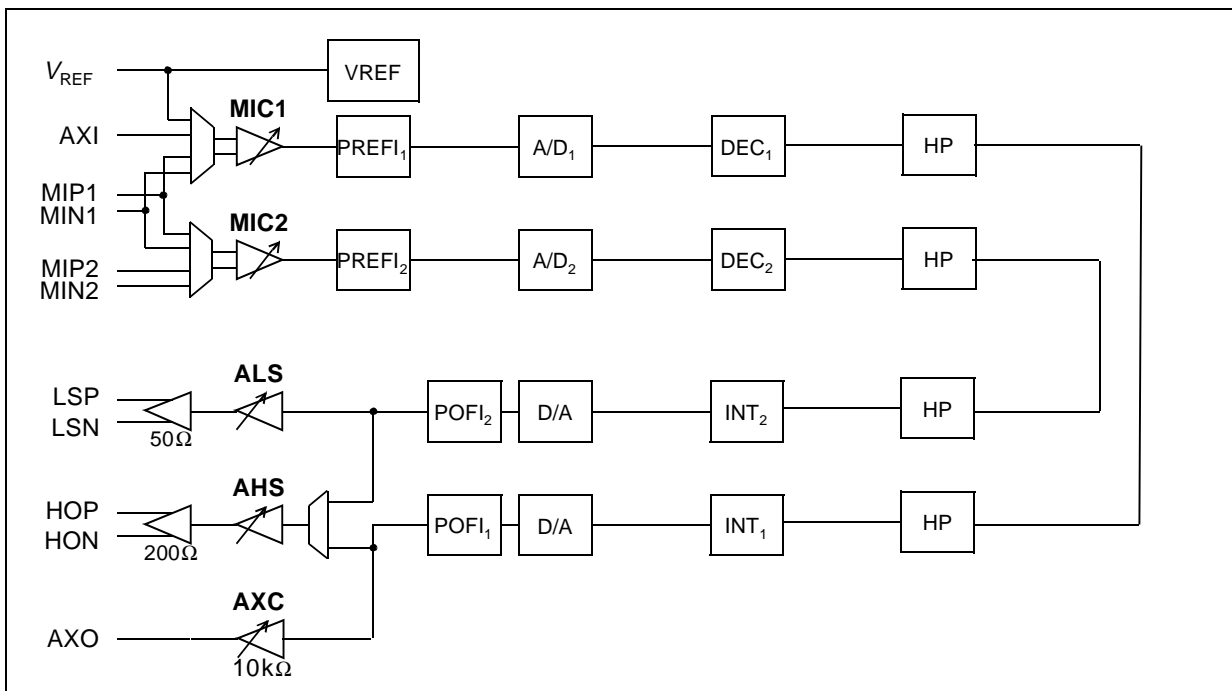 V_REF VREF
MIC1
AXI PREFI₁ A/D₁ DEC₁ HP
MIP1
MIN1
MIC2
PREFI₂ A/D₂ DEC₂ HP
MIP2
MIN2
ALS
LSP
LSN
50Ω
POFI₂ D/A INT₂ HP
AHS
HOP
HON
200Ω
POFI₁ D/A INT₁ HP
AXC
AXO
10kΩ